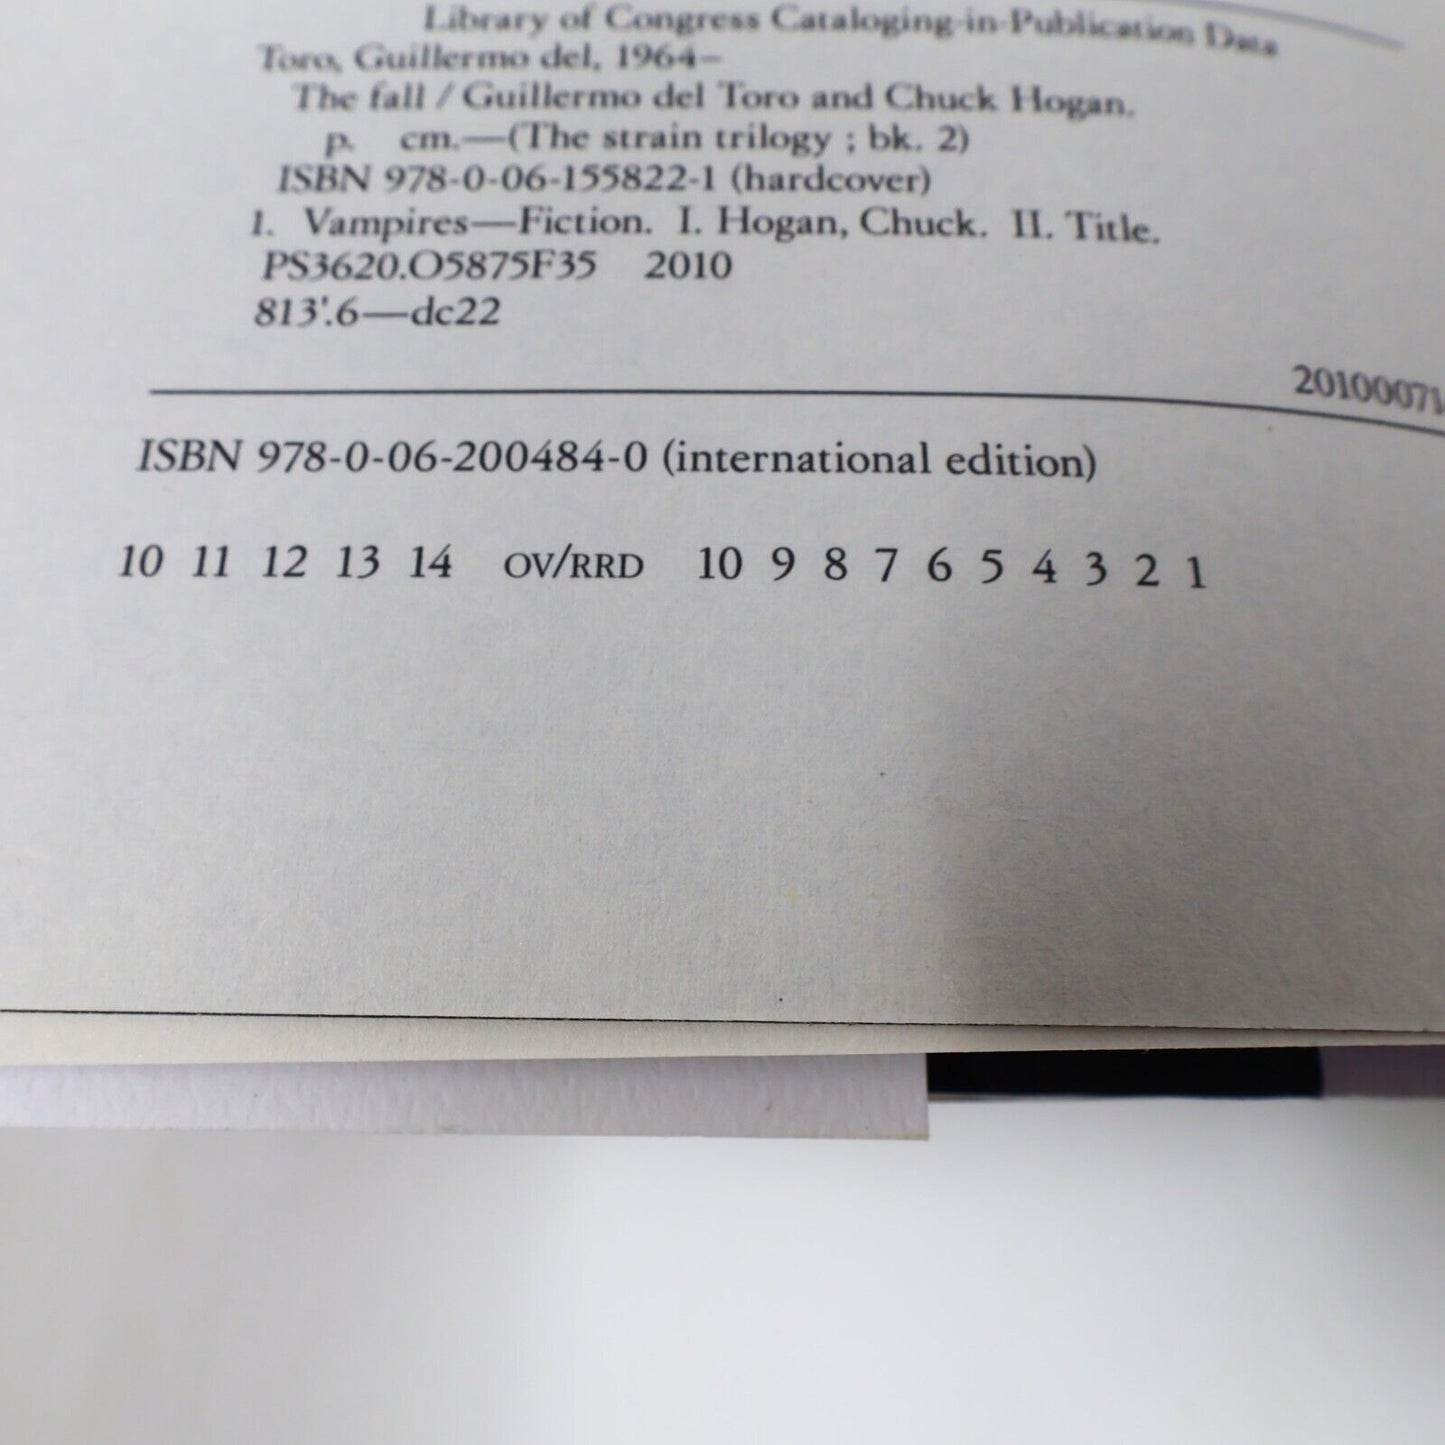 Library of Congress Cataloging-in-Publication Data
Toro, Guillermo del, 1964–
The fall / Guillermo del Toro and Chuck Hogan.
p. cm.—(The strain trilogy ; bk. 2)
ISBN 978-0-06-155822-1 (hardcover)
1. Vampires—Fiction. I. Hogan, Chuck. II. Title.
PS3620.O5875F35 2010
813'.6—dc22
ISBN 978-0-06-200484-0 (international edition)
10 11 12 13 14 OV/RRD 10 9 8 7 6 5 4 3 2 1